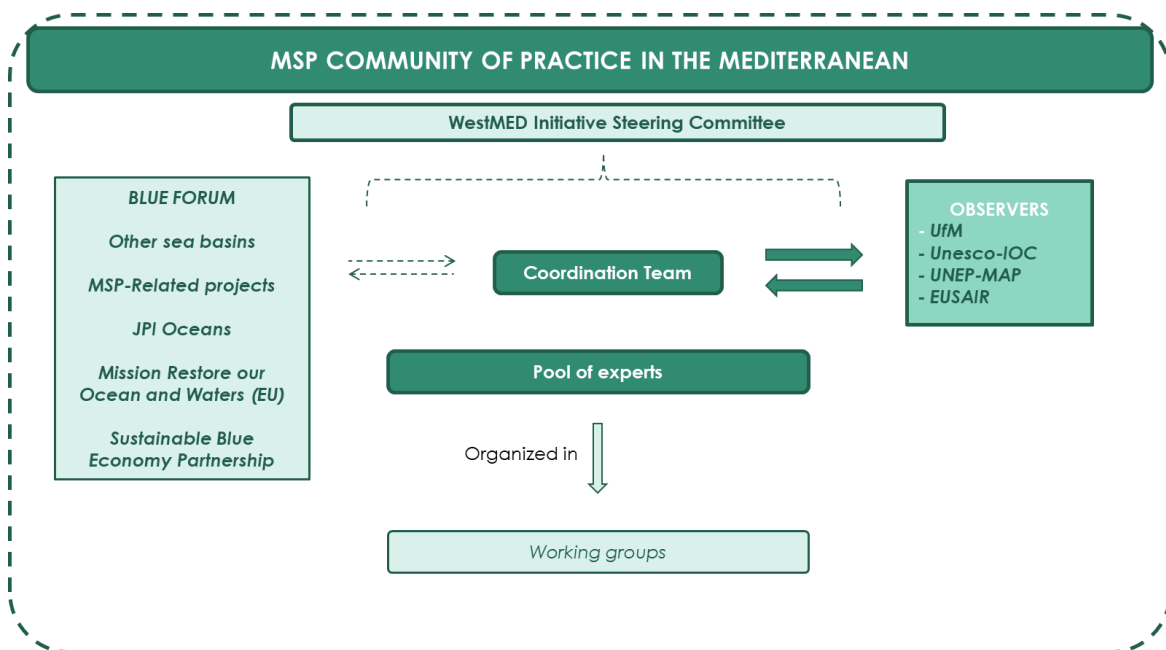 MSP COMMUNITY OF PRACTICE IN THE MEDITERRANEAN
WestMED Initiative Steering Committee
BLUE FORUM
Other sea basins
MSP-Related projects
JPI Oceans
Mission Restore our
Ocean and Waters (EU)
Sustainable Blue
Economy Partnership
Coordination Team
OBSERVERS
- UfM
- Unesco-IOC
- UNEP-MAP
- EUSAIR
Pool of experts
Organized in
Working groups